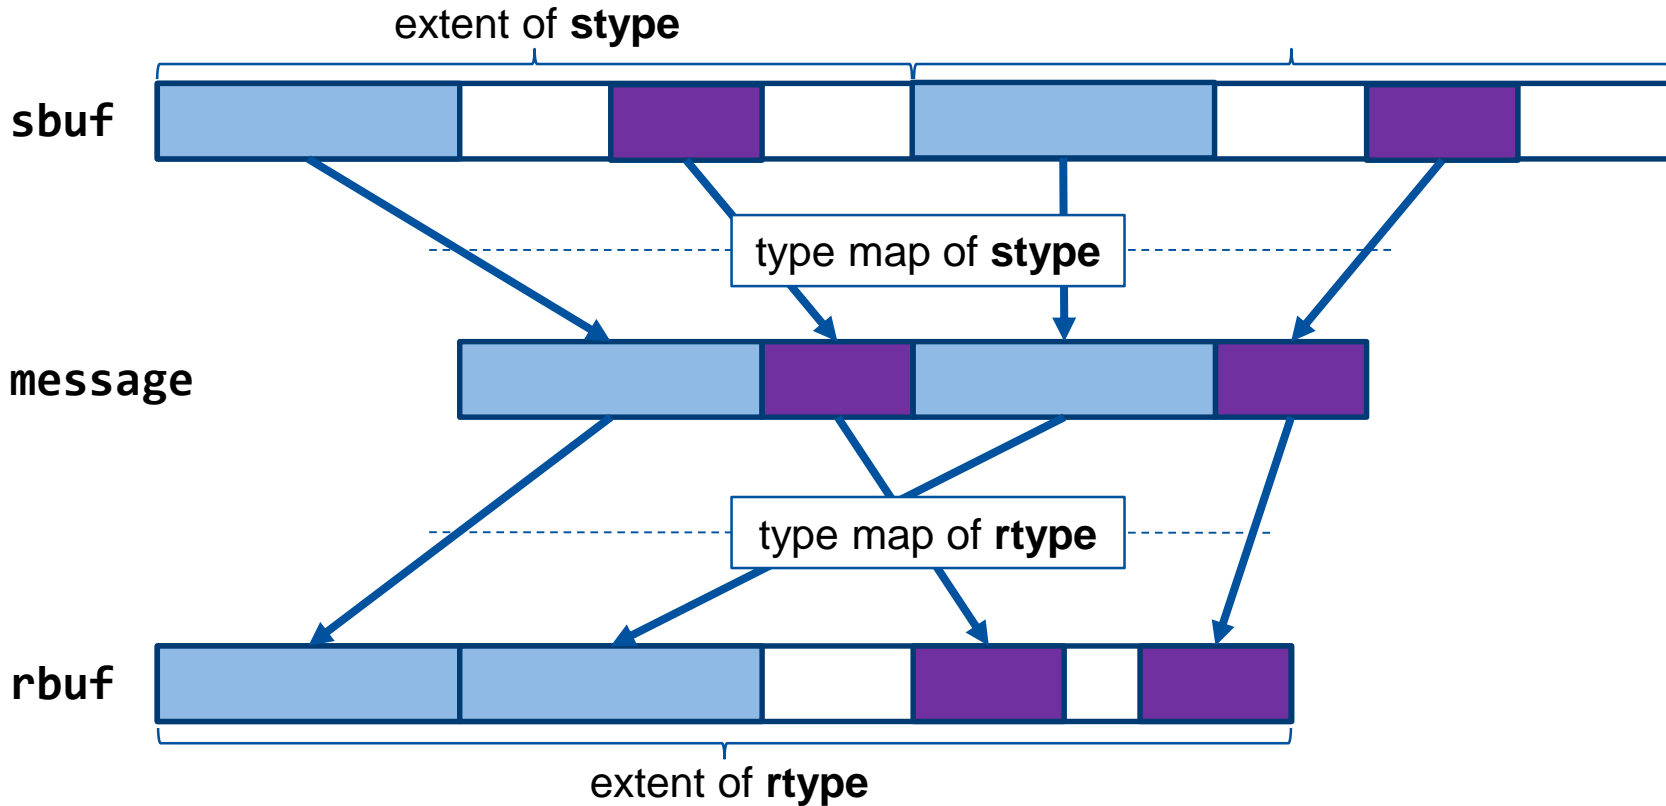 extent of stype
sbuf
type map of stype
message
type map of rtype
rbuf
extent of rtype